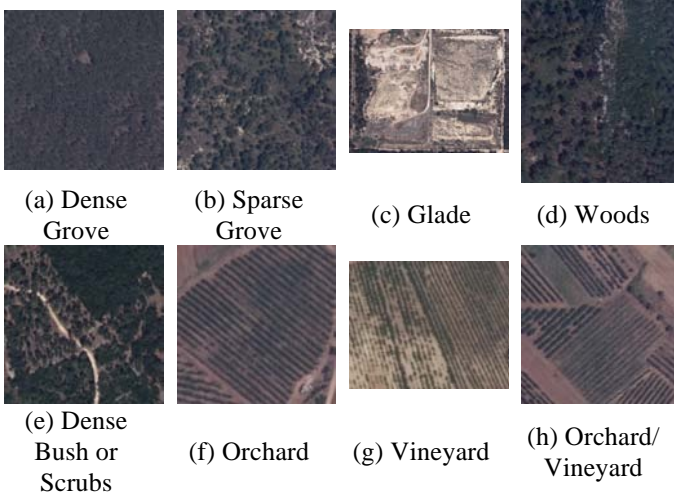 (a) Dense
Grove
(b) Sparse
Grove
(c) Glade
(d) Woods
(e) Dense
Bush or
Scrubs
(f) Orchard
(g) Vineyard
(h) Orchard/
Vineyard